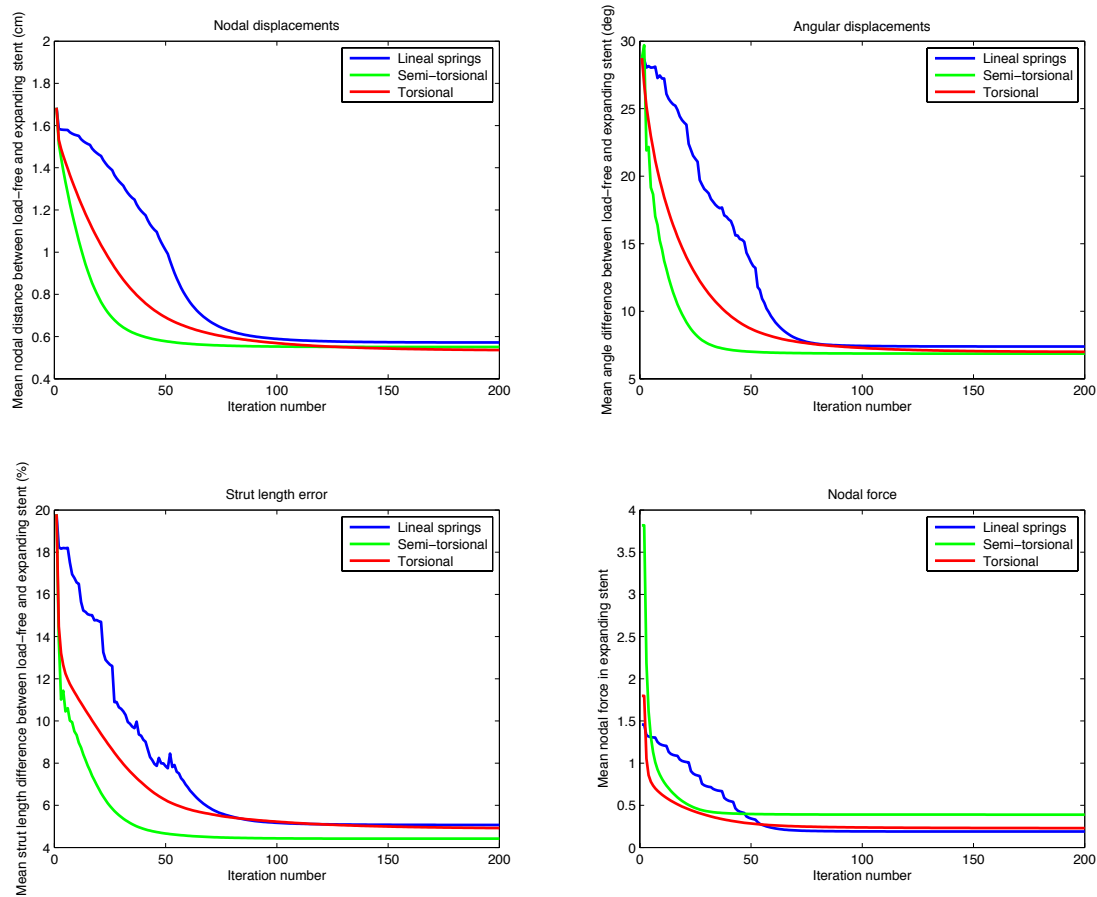 Nodal displacements
Mean nodal distance between load−free and expanding stent (cm)
2
1.8
1.6
1.4
1.2
1
0.8
0.6
0.4
0 50 100 150 200
Iteration number
Lineal springs
Semi−torsional
Torsional
Angular displacements
Mean angle difference between load−free and expanding stent (deg)
30
25
20
15
10
5
0 50 100 150 200
Iteration number
Lineal springs
Semi−torsional
Torsional
Strut length error
Mean strut length difference between load−free and expanding stent (%)
20
18
16
14
12
10
8
6
4
0 50 100 150 200
Iteration number
Lineal springs
Semi−torsional
Torsional
Nodal force
Mean nodal force in expanding stent
4
3.5
3
2.5
2
1.5
1
0.5
0
0 50 100 150 200
Iteration number
Lineal springs
Semi−torsional
Torsional